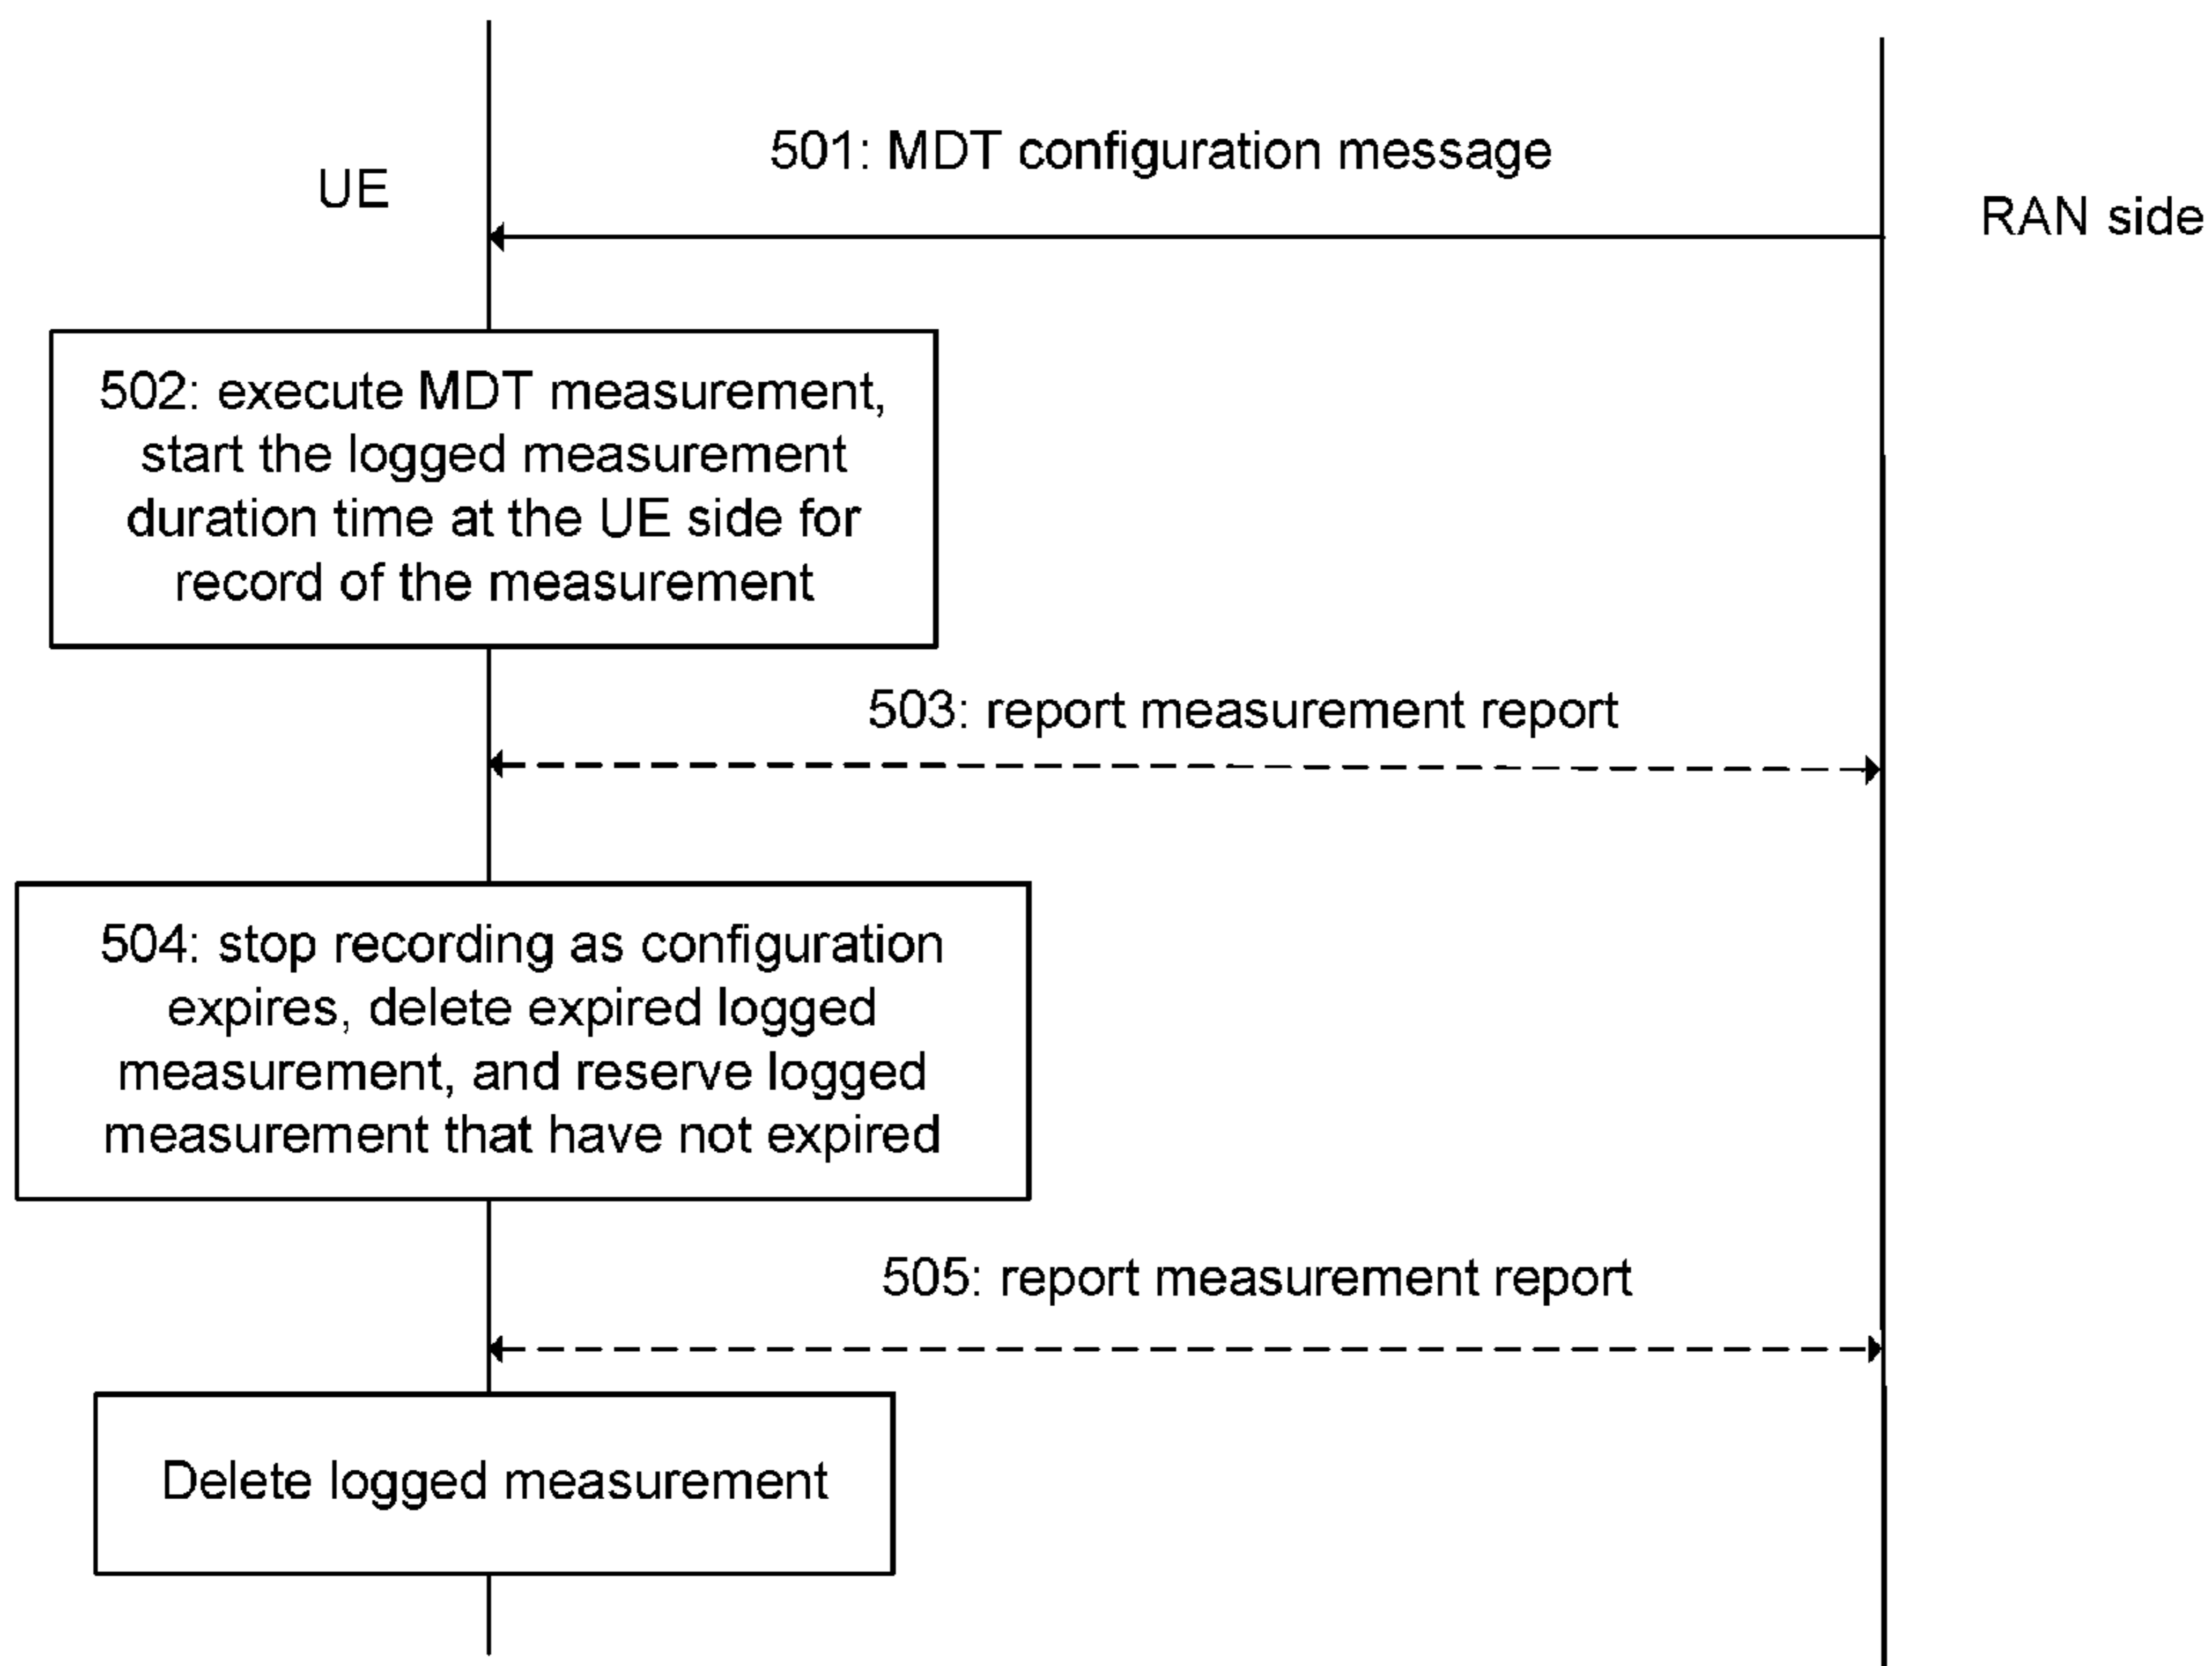 501: MDT configuration message
UE
RAN side
502: execute MDT measurement,
start the logged measurement
duration time at the UE side for
record of the measurement
503: report measurement report
504: stop recording as configuration
expires, delete expired logged
measurement, and reserve logged
measurement that have not expired
505: report measurement report
Delete logged measurement